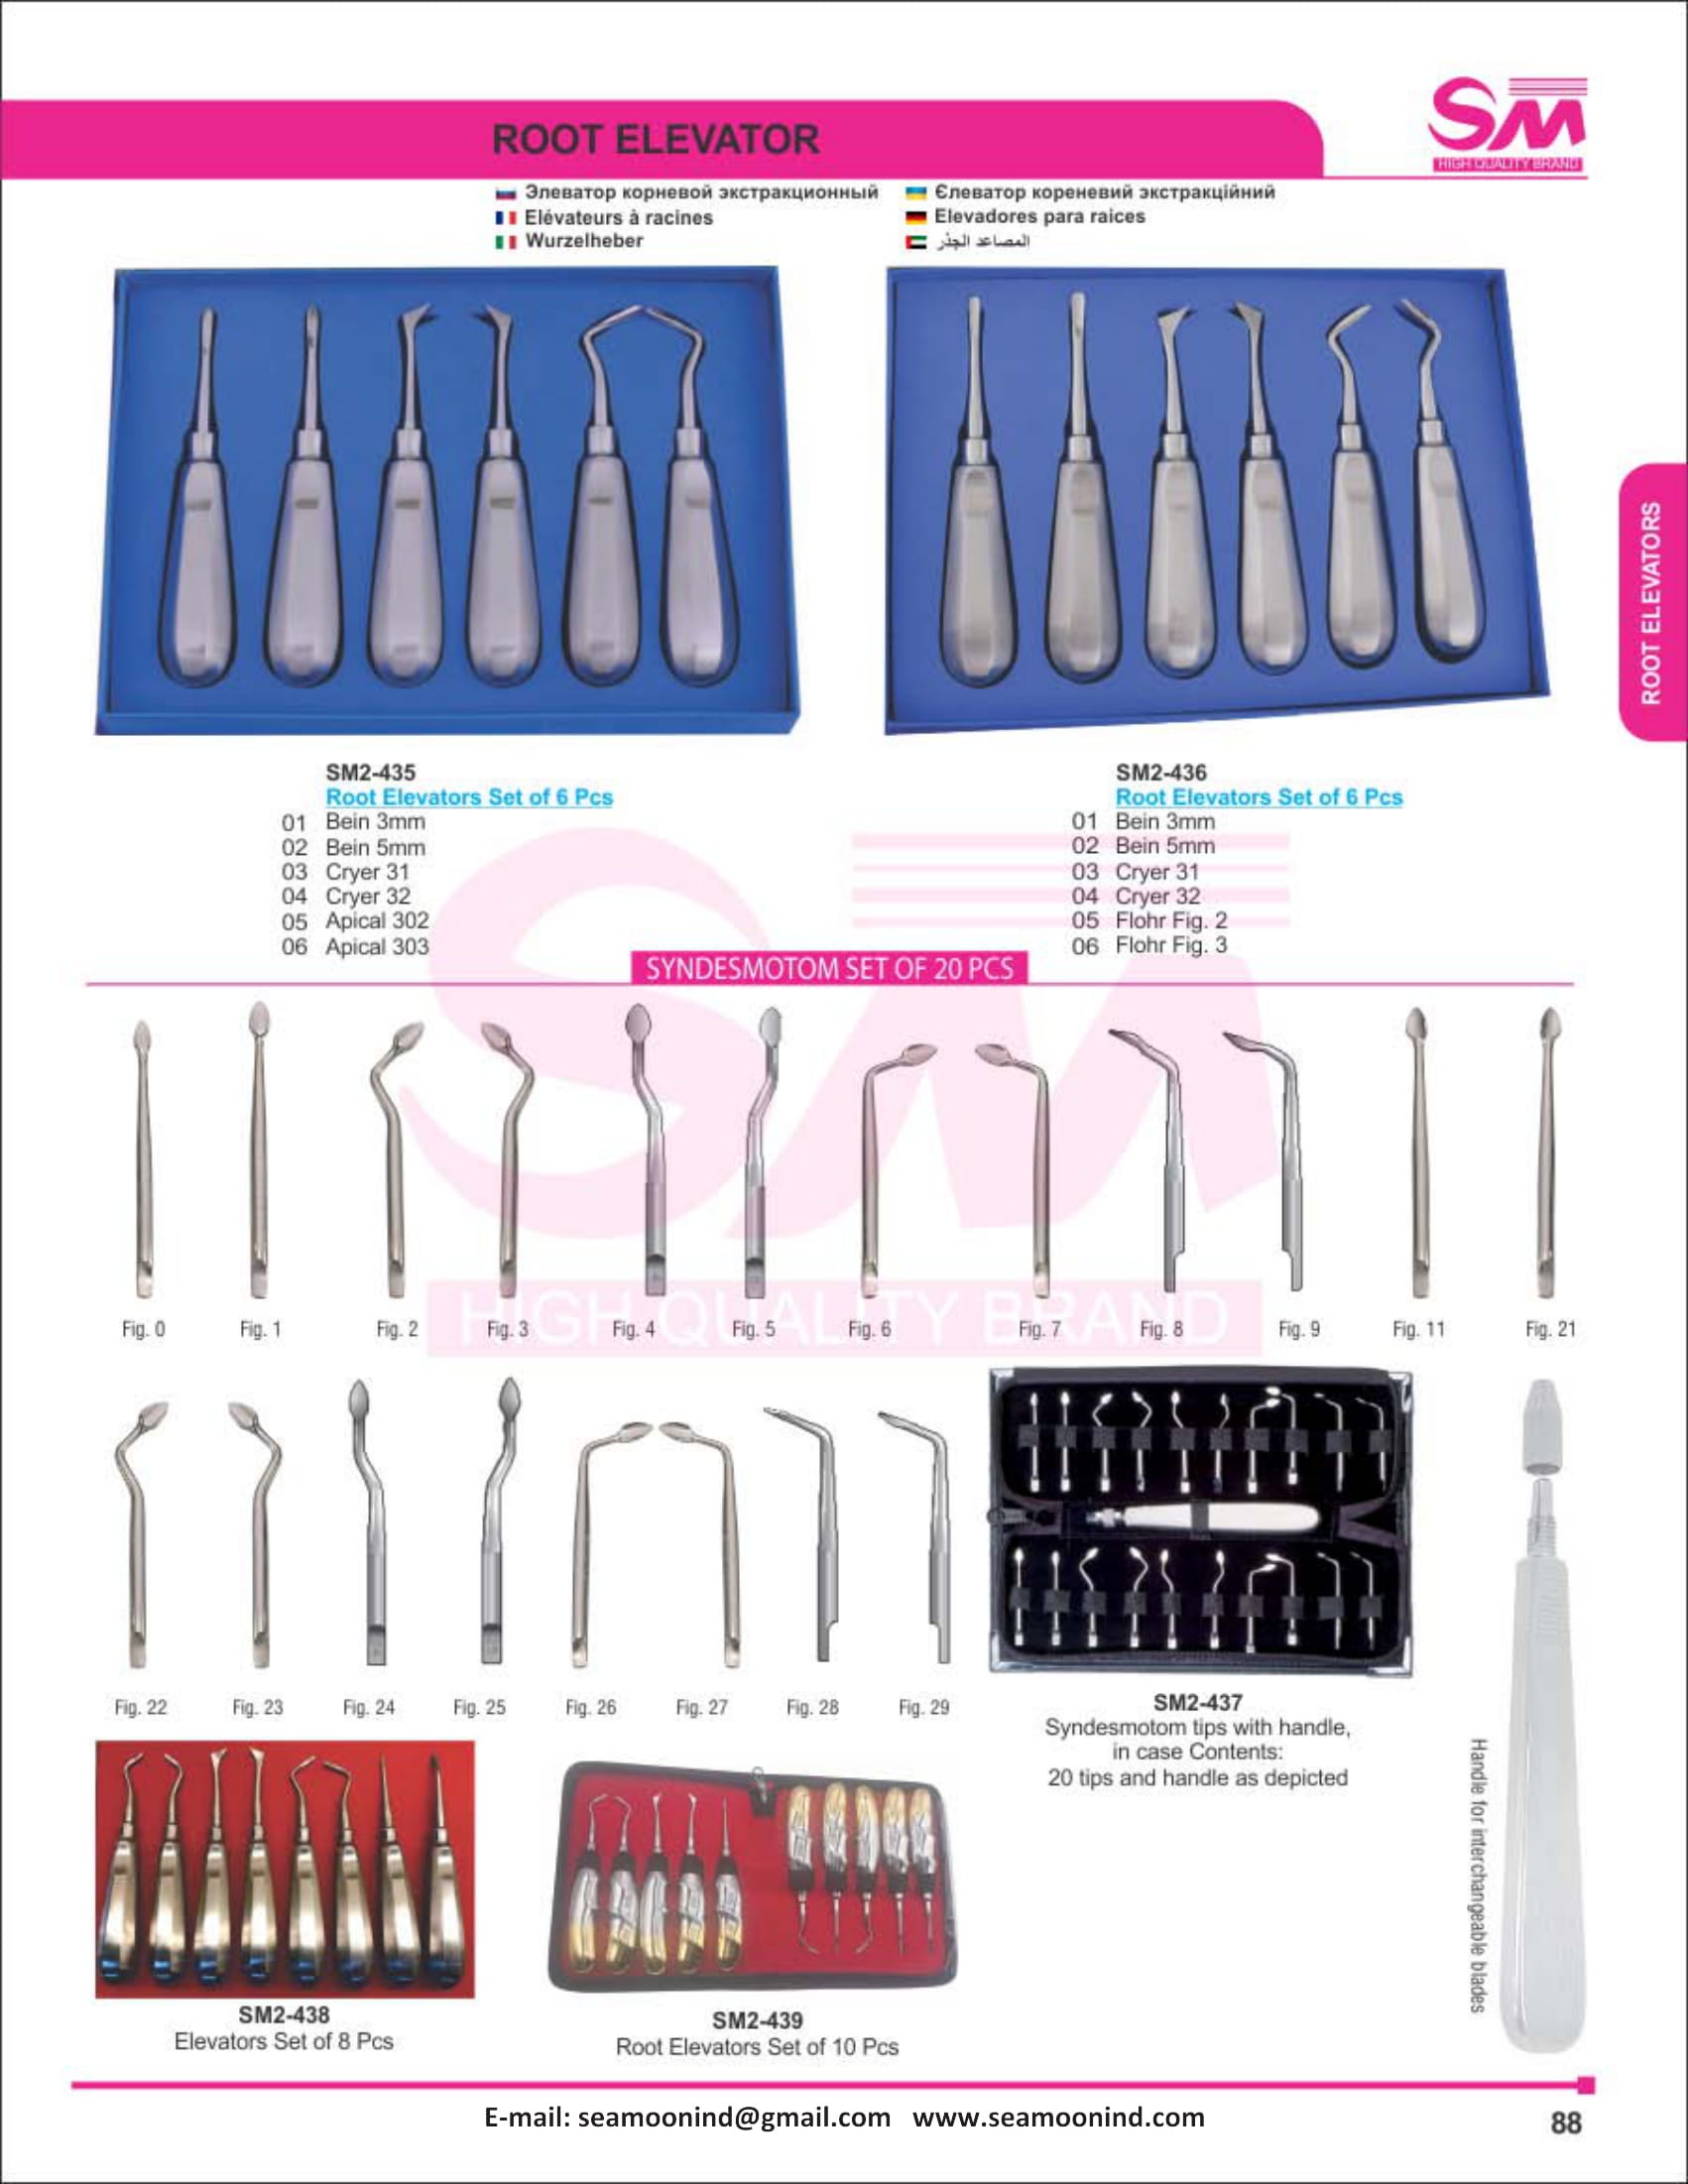 SM
HIGH QUALITY BRAND
ROOT ELEVATOR
Элеватор корневой экстракционный
Єлеватор кореневий экстракційний
Elévateurs à racines
Elevadores para raices
Wurzelheber
المصاعد الجذر
ROOT ELEVATORS
SM2-435
Root Elevators Set of 6 Pcs
01 Bein 3mm
02 Bein 5mm
03 Cryer 31
04 Cryer 32
05 Apical 302
06 Apical 303
SM2-436
Root Elevators Set of 6 Pcs
01 Bein 3mm
02 Bein 5mm
03 Cryer 31
04 Cryer 32
05 Flohr Fig. 2
06 Flohr Fig. 3
SYNDESMOTOM SET OF 20 PCS
SM
HIGH QUALITY BRAND
Fig. 0 Fig. 1 Fig. 2 Fig. 3 Fig. 4 Fig. 5 Fig. 6 Fig. 7 Fig. 8 Fig. 9 Fig. 11 Fig. 21
Fig. 22 Fig. 23 Fig. 24 Fig. 25 Fig. 26 Fig. 27 Fig. 28 Fig. 29
SM2-437
Syndesmotom tips with handle,
in case Contents:
20 tips and handle as depicted
Handle for interchangeable blades
SM2-438
Elevators Set of 8 Pcs
SM2-439
Root Elevators Set of 10 Pcs
E-mail: seamoonind@gmail.com www.seamoonind.com
88